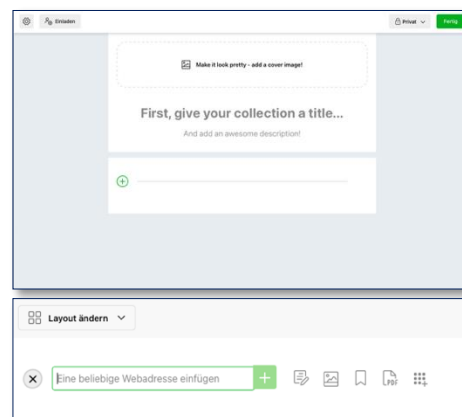 Einladen
Privat
Fertig
Make it look pretty - add a cover image!
First, give your collection a title...
And add an awesome description!
Layout ändern
Eine beliebige Webadresse einfügen
PDF